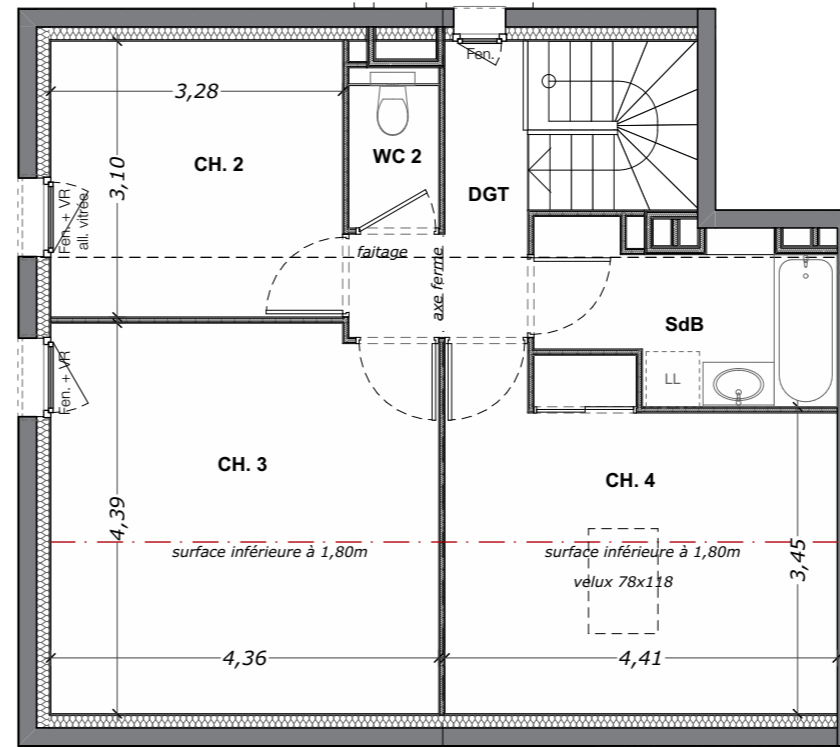 Fen.
3,28
WC 2
CH. 2
3,10
DGT
Fen. + VR
all. vitrée
faitage
axe ferme
SdB
Fen. + VR
LL
CH. 3
CH. 4
4,39
surface inférieure à 1,80m
surface inférieure à 1,80m
3,45
velux 78x118
4,36
4,41